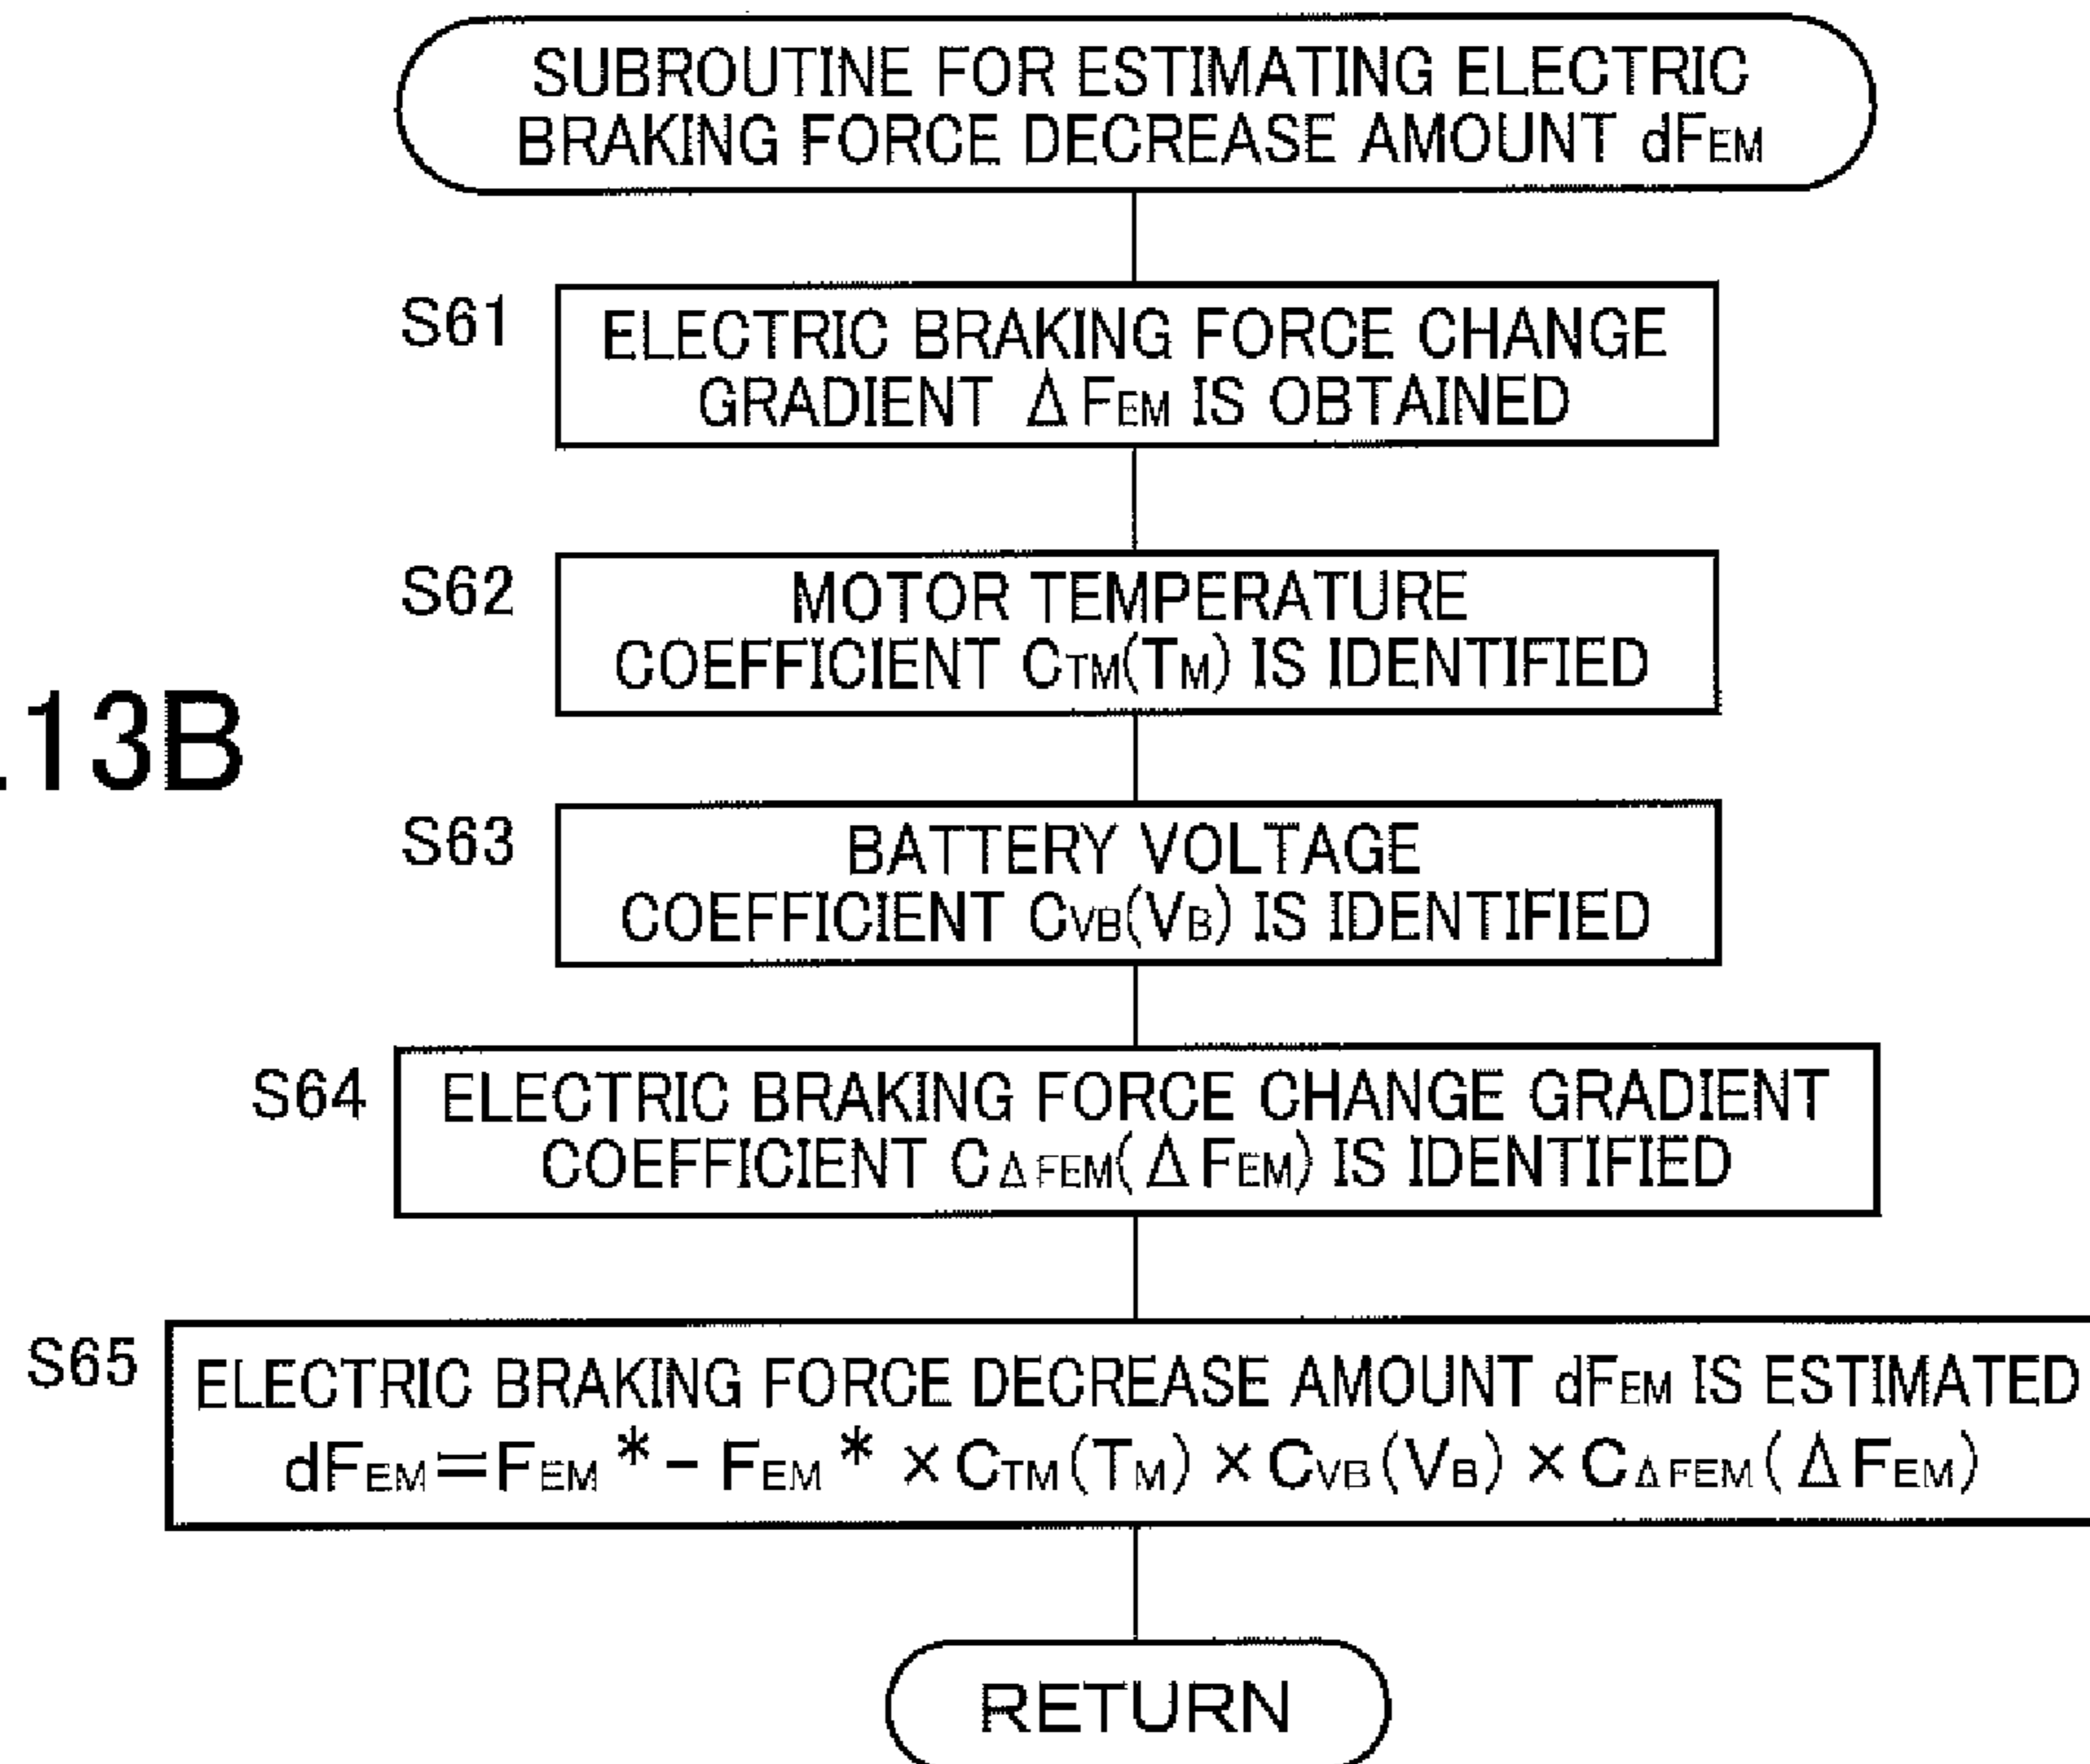 SUBROUTINE FOR ESTIMATING ELECTRIC
BRAKING FORCE DECREASE AMOUNT dFEM
S61
ELECTRIC BRAKING FORCE CHANGE
GRADIENT ΔFEM IS OBTAINED
S62
MOTOR TEMPERATURE
COEFFICIENT CTM(TM) IS IDENTIFIED
.13B
S63
BATTERY VOLTAGE
COEFFICIENT CVB(VB) IS IDENTIFIED
S64
ELECTRIC BRAKING FORCE CHANGE GRADIENT
COEFFICIENT CΔFEM(ΔFEM) IS IDENTIFIED
S65
ELECTRIC BRAKING FORCE DECREASE AMOUNT dFEM IS ESTIMATED
dFEM=FEM*- FEM* ×CTM(TM)×CVB(VB)×CΔFEM(ΔFEM)
RETURN